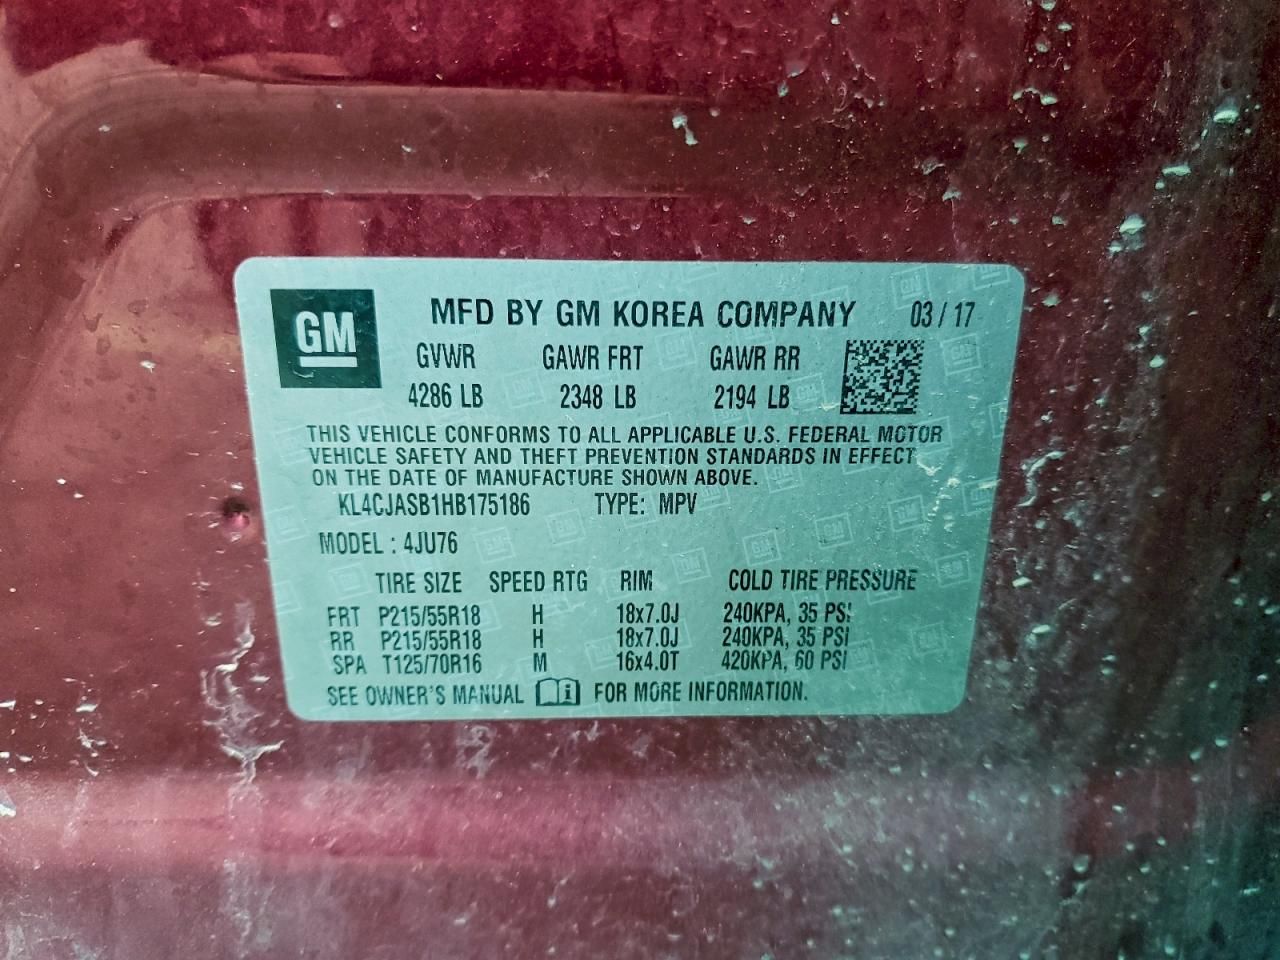 GM
MFD BY GM KOREA COMPANY 03 / 17
GVWR GAWR FRT GAWR RR
4286 LB 2348 LB 2194 LB
THIS VEHICLE CONFORMS TO ALL APPLICABLE U.S. FEDERAL MOTOR
VEHICLE SAFETY AND THEFT PREVENTION STANDARDS IN EFFECT
ON THE DATE OF MANUFACTURE SHOWN ABOVE.
KL4CJASB1HB175186 TYPE: MPV
MODEL : 4JU76
TIRE SIZE SPEED RTG RIM COLD TIRE PRESSURE
FRT P215/55R18 H 18x7.0J 240KPA, 35 PSI
RR P215/55R18 H 18x7.0J 240KPA, 35 PSI
SPA T125/70R16 M 16x4.0T 420KPA, 60 PSI
SEE OWNER'S MANUAL FOR MORE INFORMATION.